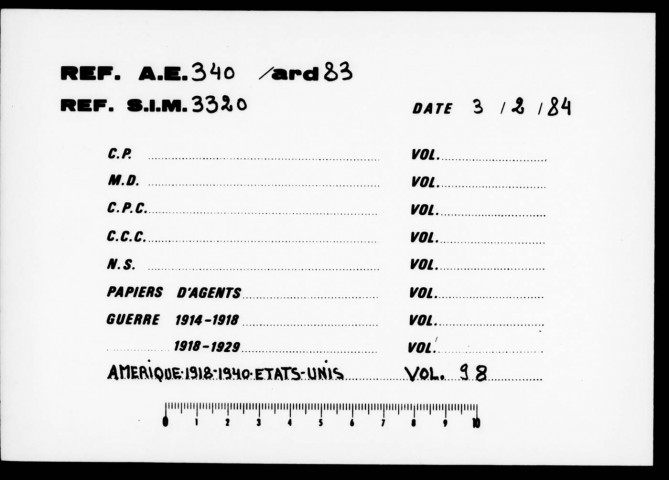 REF. A.E. 340 /ard 83
REF. S.I.M. 3320 DATE 3 / 2 / 84
C.P. VOL.
M.D. VOL.
C.P.C. VOL.
C.C.C. VOL.
N.S. VOL.
PAPIERS D'AGENTS VOL.
GUERRE 1914-1918 VOL.
1918-1929 VOL.
AMERIQUE-1918-1940-ETATS-UNIS VOL. 98
0 1 2 3 4 5 6 7 8 9 10